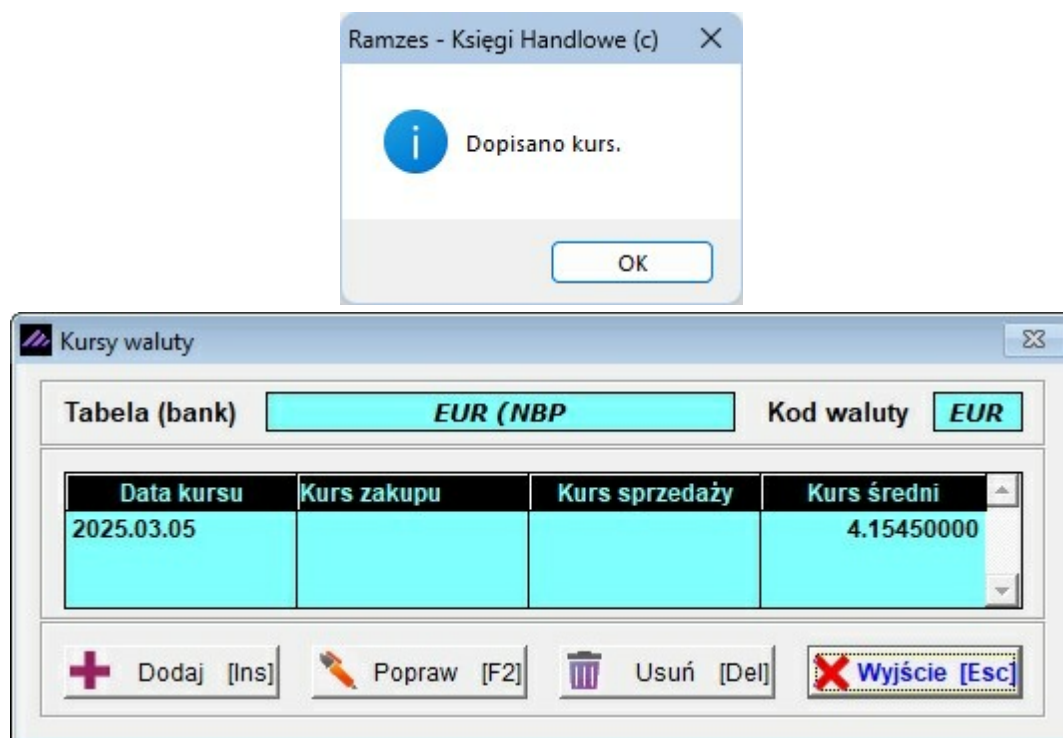 Ramzes - Księgi Handlowe (c)
Dopisano kurs.
OK
Kursy waluty
Tabela (bank) EUR (NBP Kod waluty EUR
Data kursu Kurs zakupu Kurs sprzedaży Kurs średni
2025.03.05 4.15450000
Dodaj [Ins] Popraw [F2] Usuń [Del] Wyjście [Esc]